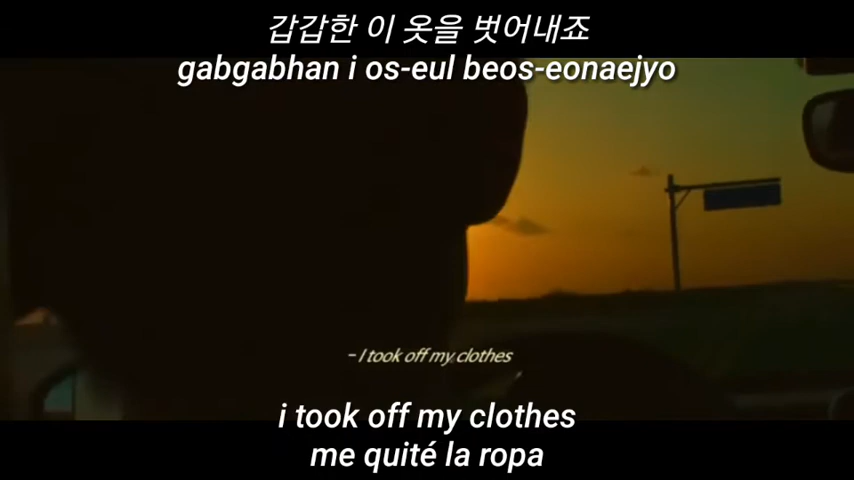 갑갑한 이 옷을 벗어내죠
gabgabhan i os-eul beos-eonaejyo
- I took off my clothes
i took off my clothes
me quité la ropa